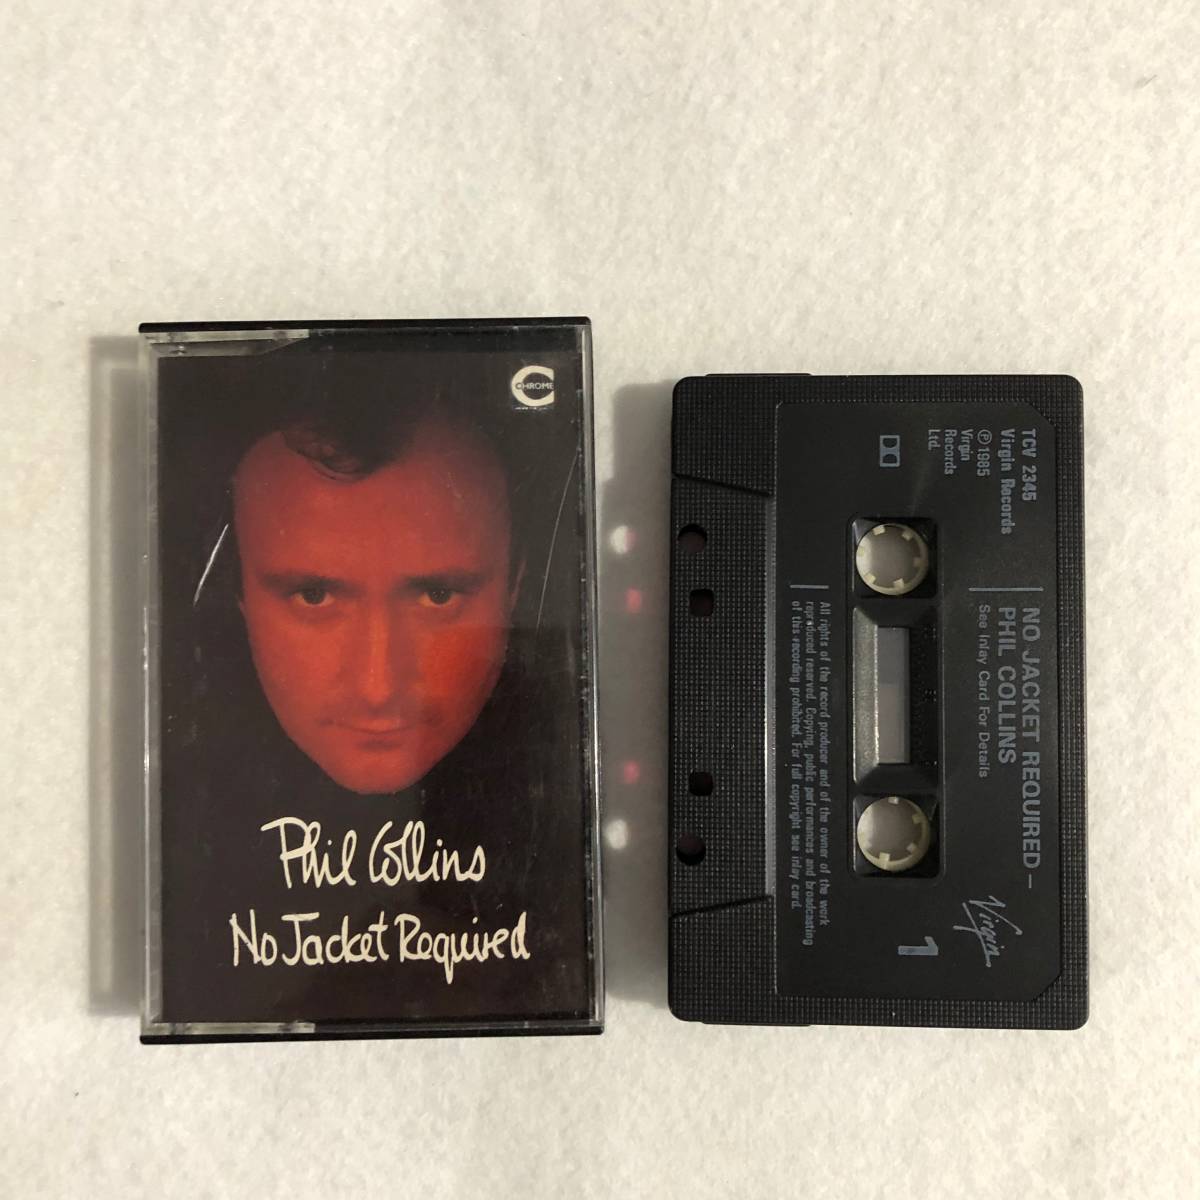 CHROME
Phil Collins
No Jacket Required
TCV 2345
Virgin Records
℗1985
Virgin
Records
Ltd.
NO JACKET REQUIRED–
PHIL COLLINS
See Inlay Card For Details
Virgin
1
All rights of the record producer and of the owner of the work
reproduced reserved. Copying, public performances and broadcasting
of this recording prohibited. For full copyright see inlay card.